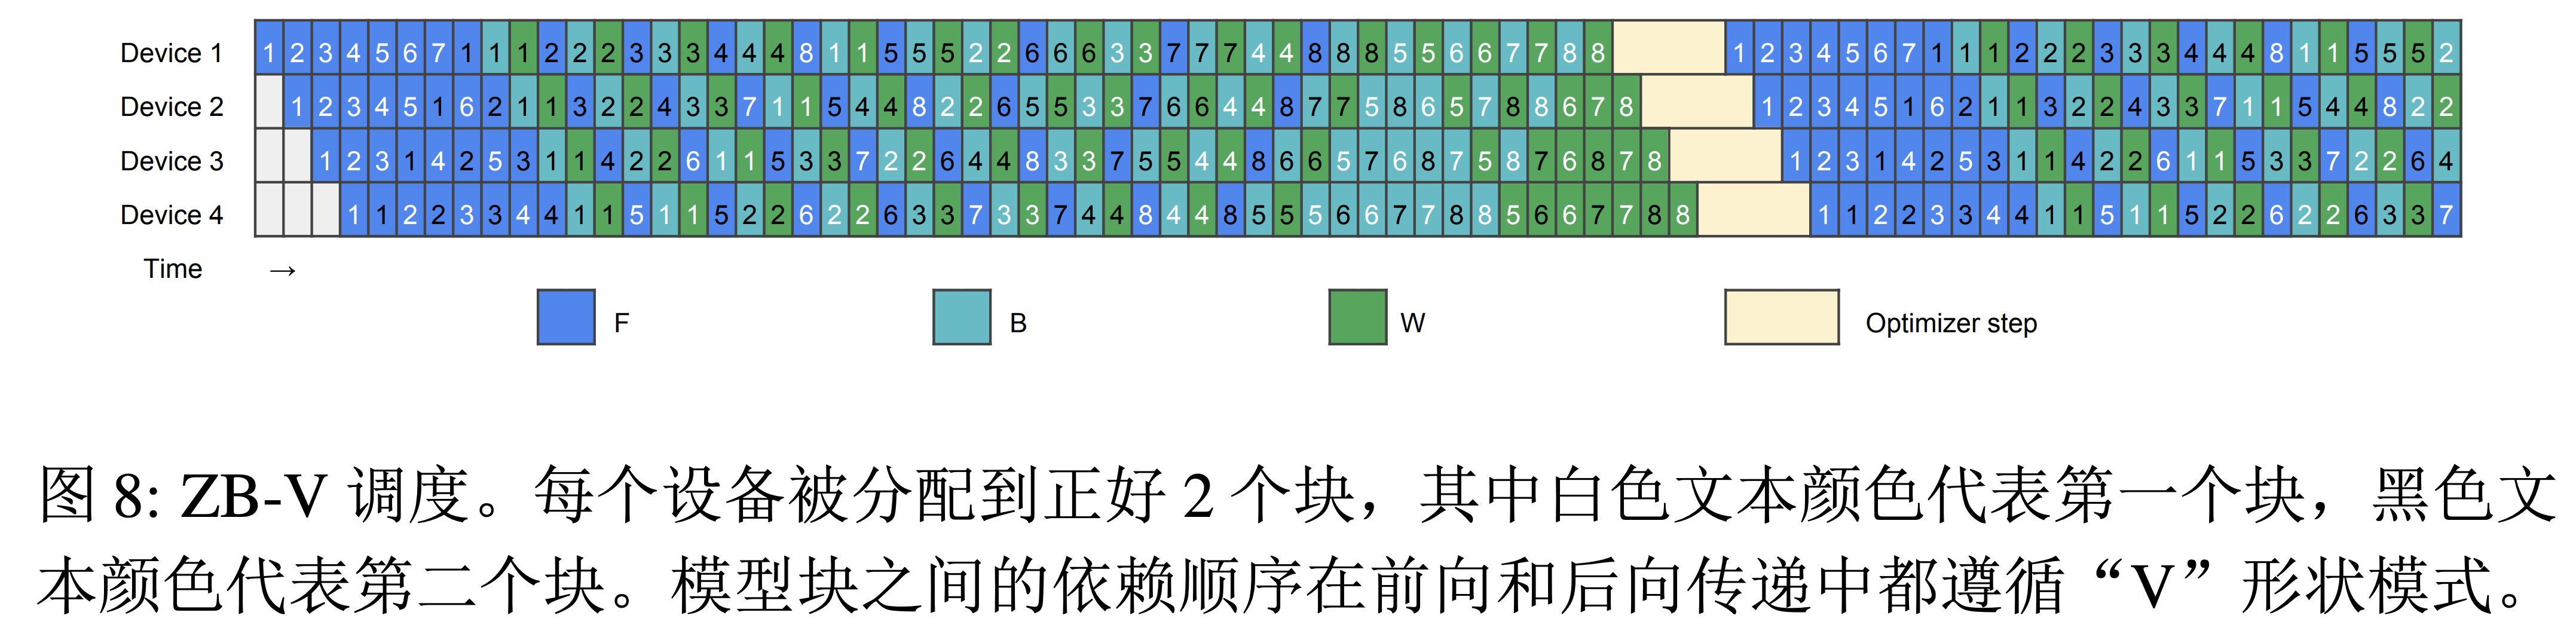 Device 1 1 2 3 4 5 6 7 1 1 1 2 2 2 3 3 3 4 4 4 8 1 1 5 5 5 2 2 6 6 6 3 3 7 7 7 4 4 8 8 8 5 5 6 6 7 7 8 8 1 2 3 4 5 6 7 1 1 1 2 2 2 3 3 3 4 4 4 8 1 1 5 5 5 2
Device 2 1 2 3 4 5 1 6 2 1 1 3 2 2 4 3 3 7 1 1 5 4 4 8 2 2 6 5 5 3 3 7 6 6 4 4 8 7 7 5 8 6 5 7 8 8 6 7 8 1 2 3 4 5 1 6 2 1 1 3 2 2 4 3 3 7 1 1 5 4 4 8 2 2
Device 3 1 2 3 1 4 2 5 3 1 1 4 2 2 6 1 1 5 3 3 7 2 2 6 4 4 8 3 3 7 5 5 4 4 8 6 6 5 7 6 8 7 5 8 7 6 8 7 8 1 2 3 1 4 2 5 3 1 1 4 2 2 6 1 1 5 3 3 7 2 2 6 4
Device 4 1 1 2 2 3 3 4 4 1 1 5 1 1 5 2 2 6 2 2 6 3 3 7 3 3 7 4 4 8 4 4 8 5 5 5 6 6 7 7 8 8 5 6 6 7 7 8 8 1 1 2 2 3 3 4 4 1 1 5 1 1 5 2 2 6 2 2 6 3 3 7
Time →
F B W Optimizer step
图 8: ZB-V 调度。每个设备被分配到正好 2 个块，其中白色文本颜色代表第一个块，黑色文
本颜色代表第二个块。模型块之间的依赖顺序在前向和后向传递中都遵循“V”形状模式。